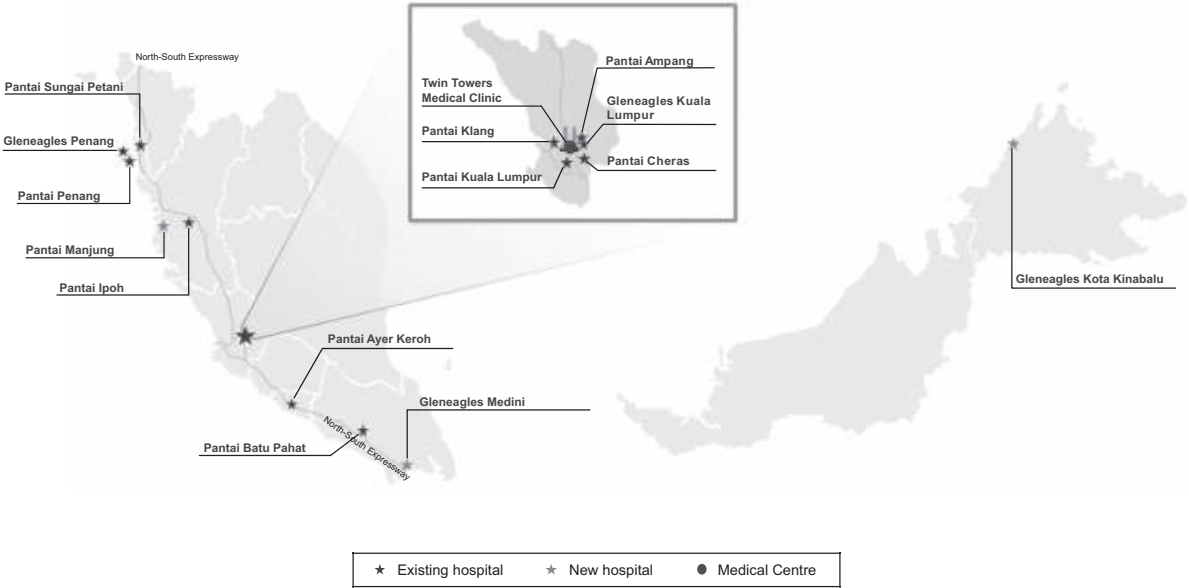 North-South Expressway
Pantai Sungai Petani
Gleneagles Penang
Pantai Penang
Pantai Manjung
Pantai Ipoh
Twin Towers
Medical Clinic
Pantai Klang
Pantai Kuala Lumpur
Pantai Ampang
Gleneagles Kuala
Lumpur
Pantai Cheras
Gleneagles Kota Kinabalu
Pantai Ayer Keroh
Gleneagles Medini
Pantai Batu Pahat
North-South Expressway
Existing hospital New hospital Medical Centre